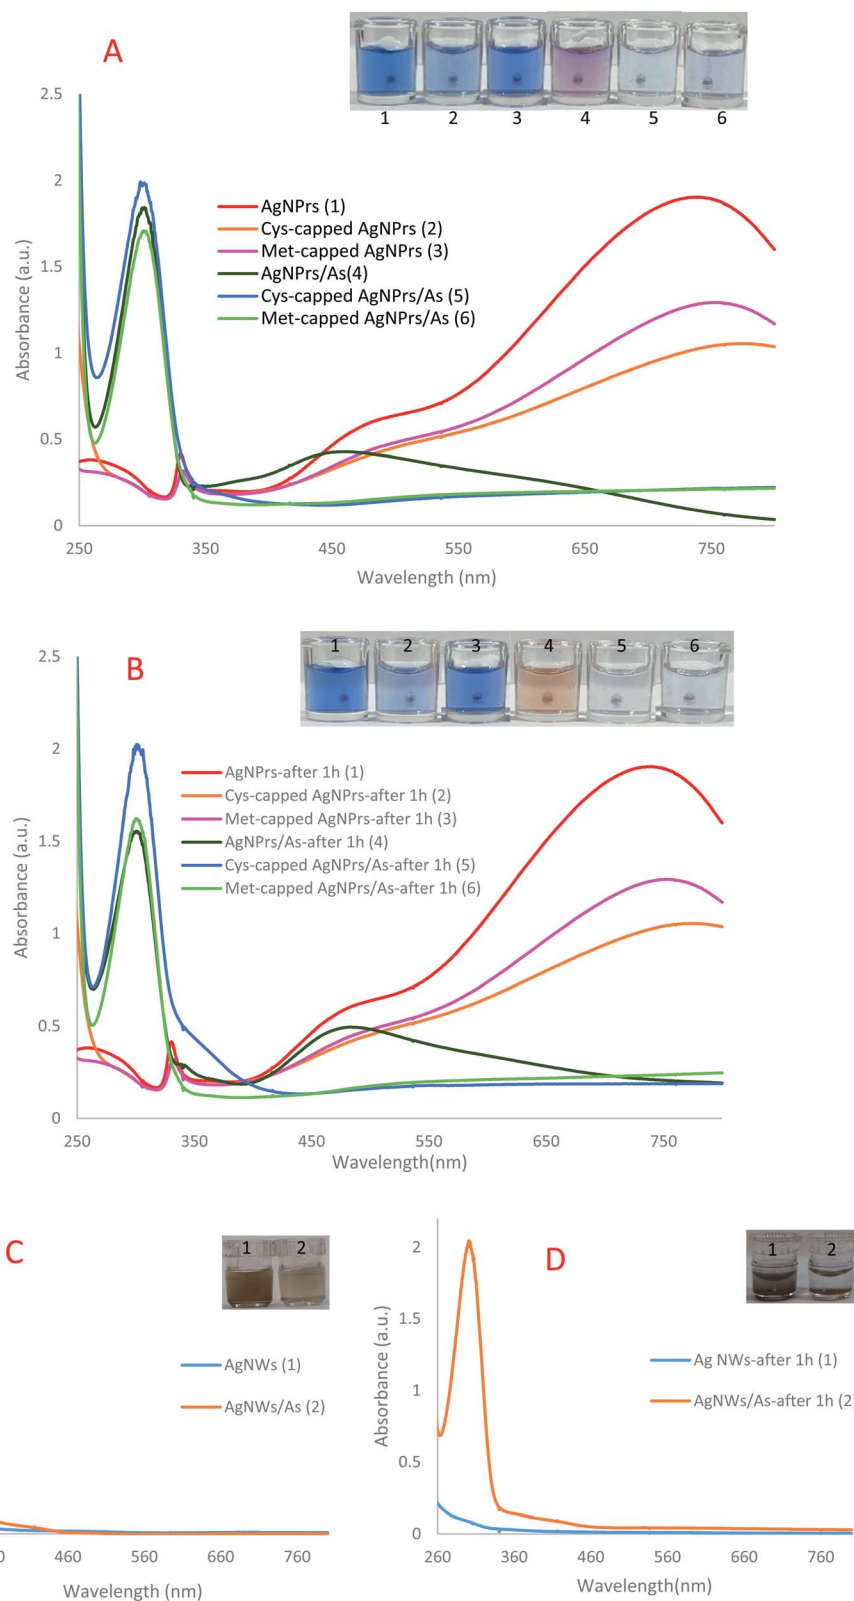 A
1 2 3 4 5 6
2.5
2
1.5
1
0.5
0
Absorbance (a.u.)
AgNPrs (1)
Cys-capped AgNPrs (2)
Met-capped AgNPrs (3)
AgNPrs/As(4)
Cys-capped AgNPrs/As (5)
Met-capped AgNPrs/As (6)
250 350 450 550 650 750
Wavelength (nm)
B
1 2 3 4 5 6
2.5
2
1.5
1
0.5
0
Absorbance (a.u.)
AgNPrs-after 1h (1)
Cys-capped AgNPrs-after 1h (2)
Met-capped AgNPrs-after 1h (3)
AgNPrs/As-after 1h (4)
Cys-capped AgNPrs/As-after 1h (5)
Met-capped AgNPrs/As-after 1h (6)
250 350 450 550 650 750
Wavelength(nm)
C
1 2
AgNWs (1)
AgNWs/As (2)
0 460 560 660 760
Wavelength (nm)
D
1 2
2
1.5
1
0.5
0
Absorbance (a.u.)
Ag NWs-after 1h (1)
AgNWs/As-after 1h (2)
260 360 460 560 660 760
Wavelength(nm)